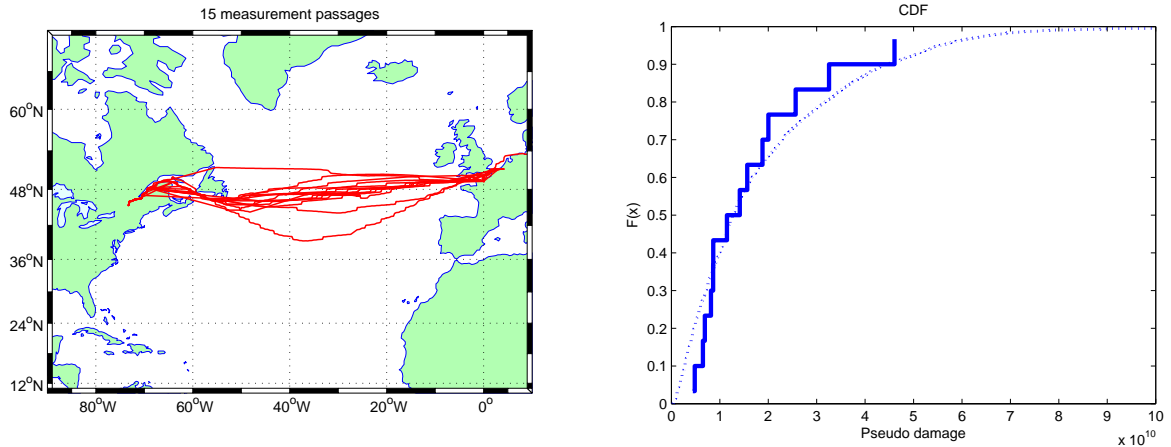 15 measurement passages
60°N
48°N
36°N
24°N
12°N
80°W
60°W
40°W
20°W
0°
CDF
F(x)
1
0.9
0.8
0.7
0.6
0.5
0.4
0.3
0.2
0.1
0
0 1 2 3 4 5 6 7 8 9 10
Pseudo damage
x 10^10